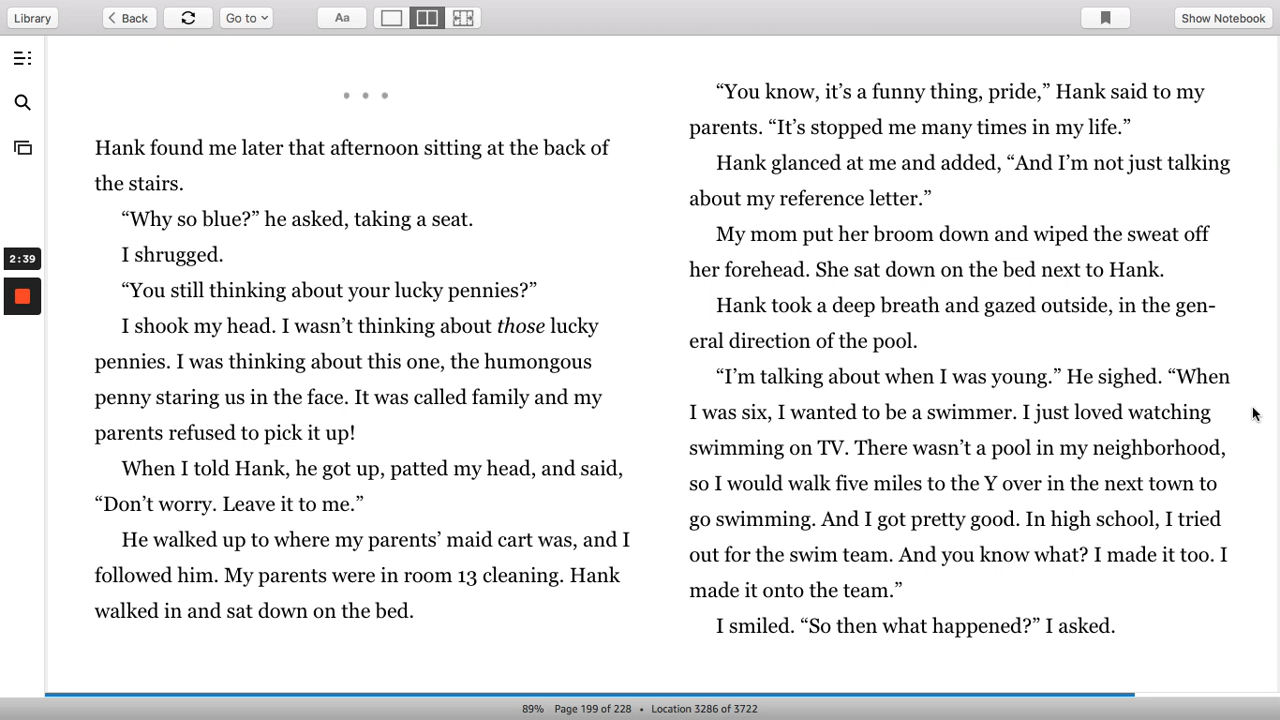 Library
Back
Go to
Aa
Show Notebook
2:39
• • •
Hank found me later that afternoon sitting at the back of
the stairs.
“Why so blue?” he asked, taking a seat.
I shrugged.
“You still thinking about your lucky pennies?”
I shook my head. I wasn’t thinking about those lucky
pennies. I was thinking about this one, the humongous
penny staring us in the face. It was called family and my
parents refused to pick it up!
When I told Hank, he got up, patted my head, and said,
“Don’t worry. Leave it to me.”
He walked up to where my parents’ maid cart was, and I
followed him. My parents were in room 13 cleaning. Hank
walked in and sat down on the bed.
“You know, it’s a funny thing, pride,” Hank said to my
parents. “It’s stopped me many times in my life.”
Hank glanced at me and added, “And I’m not just talking
about my reference letter.”
My mom put her broom down and wiped the sweat off
her forehead. She sat down on the bed next to Hank.
Hank took a deep breath and gazed outside, in the gen-
eral direction of the pool.
“I’m talking about when I was young.” He sighed. “When
I was six, I wanted to be a swimmer. I just loved watching
swimming on TV. There wasn’t a pool in my neighborhood,
so I would walk five miles to the Y over in the next town to
go swimming. And I got pretty good. In high school, I tried
out for the swim team. And you know what? I made it too. I
made it onto the team.”
I smiled. “So then what happened?” I asked.
89% Page 199 of 228 • Location 3286 of 3722